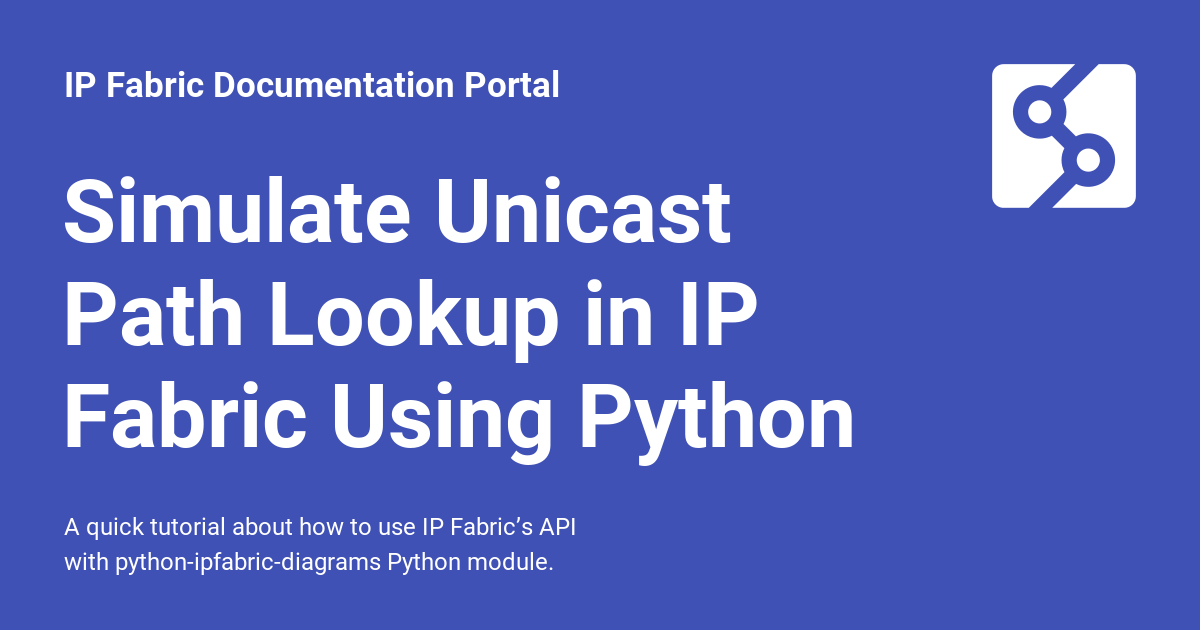 IP Fabric Documentation Portal
Simulate Unicast
Path Lookup in IP
Fabric Using Python
A quick tutorial about how to use IP Fabric’s API
with python-ipfabric-diagrams Python module.